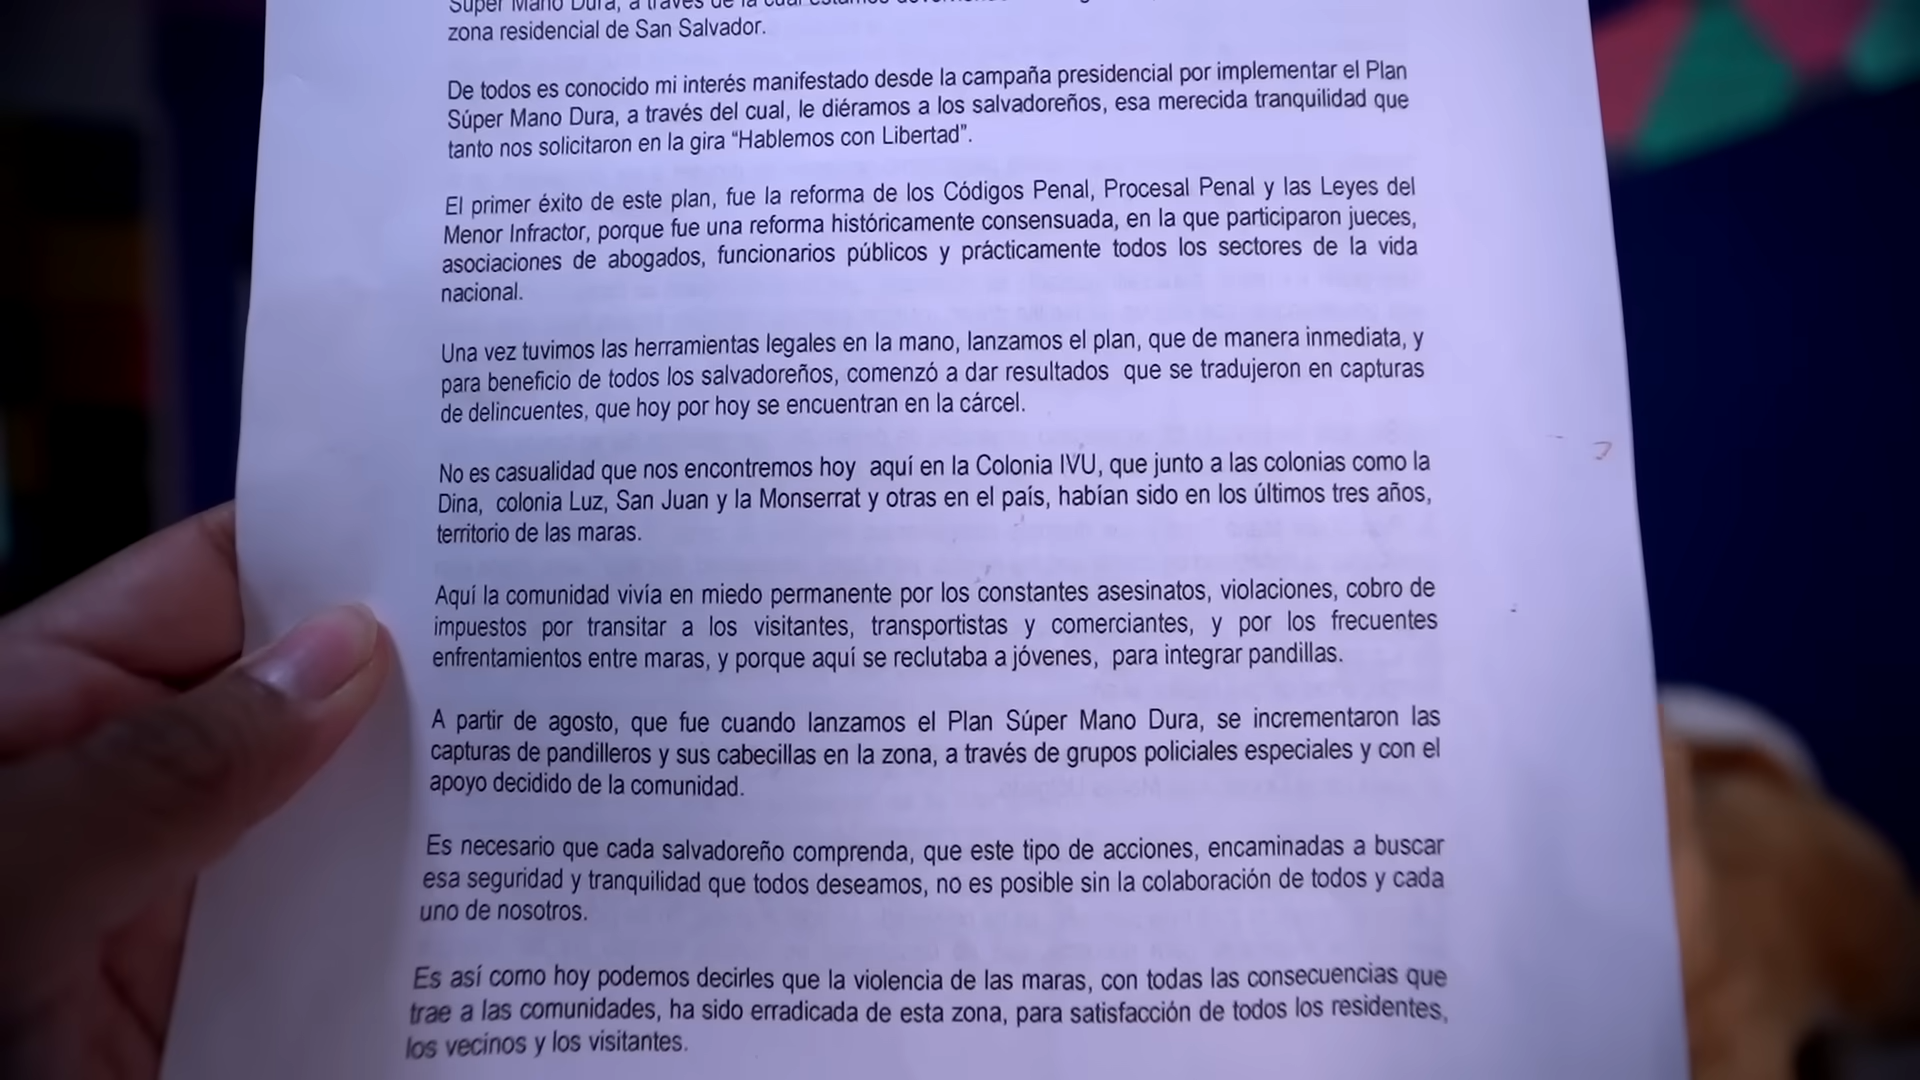 Súper Mano Dura, a través de la cual estamos
zona residencial de San Salvador.
De todos es conocido mi interés manifestado desde la campaña presidencial por implementar el Plan
Súper Mano Dura, a través del cual, le diéramos a los salvadoreños, esa merecida tranquilidad que
tanto nos solicitaron en la gira “Hablemos con Libertad”.
El primer éxito de este plan, fue la reforma de los Códigos Penal, Procesal Penal y las Leyes del
Menor Infractor, porque fue una reforma históricamente consensuada, en la que participaron jueces,
asociaciones de abogados, funcionarios públicos y prácticamente todos los sectores de la vida
nacional.
Una vez tuvimos las herramientas legales en la mano, lanzamos el plan, que de manera inmediata, y
para beneficio de todos los salvadoreños, comenzó a dar resultados que se tradujeron en capturas
de delincuentes, que hoy por hoy se encuentran en la cárcel.
No es casualidad que nos encontremos hoy aquí en la Colonia IVU, que junto a las colonias como la
Dina, colonia Luz, San Juan y la Monserrat y otras en el país, habían sido en los últimos tres años,
territorio de las maras.
Aquí la comunidad vivía en miedo permanente por los constantes asesinatos, violaciones, cobro de
impuestos por transitar a los visitantes, transportistas y comerciantes, y por los frecuentes
enfrentamientos entre maras, y porque aquí se reclutaba a jóvenes, para integrar pandillas.
A partir de agosto, que fue cuando lanzamos el Plan Súper Mano Dura, se incrementaron las
capturas de pandilleros y sus cabecillas en la zona, a través de grupos policiales especiales y con el
apoyo decidido de la comunidad.
Es necesario que cada salvadoreño comprenda, que este tipo de acciones, encaminadas a buscar
esa seguridad y tranquilidad que todos deseamos, no es posible sin la colaboración de todos y cada
uno de nosotros.
Es así como hoy podemos decirles que la violencia de las maras, con todas las consecuencias que
trae a las comunidades, ha sido erradicada de esta zona, para satisfacción de todos los residentes,
los vecinos y los visitantes.